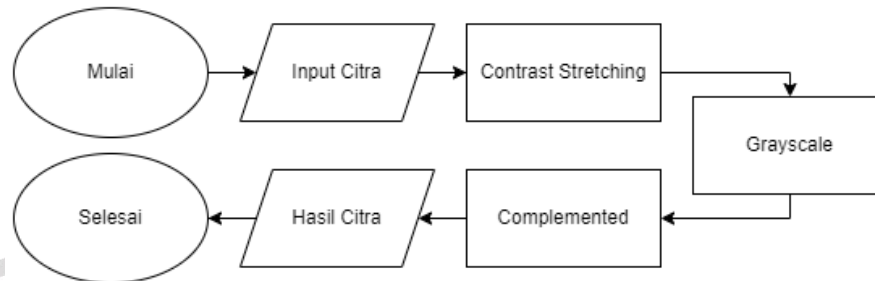 Mulai
Input Citra
Contrast Stretching
Grayscale
Complemented
Hasil Citra
Selesai